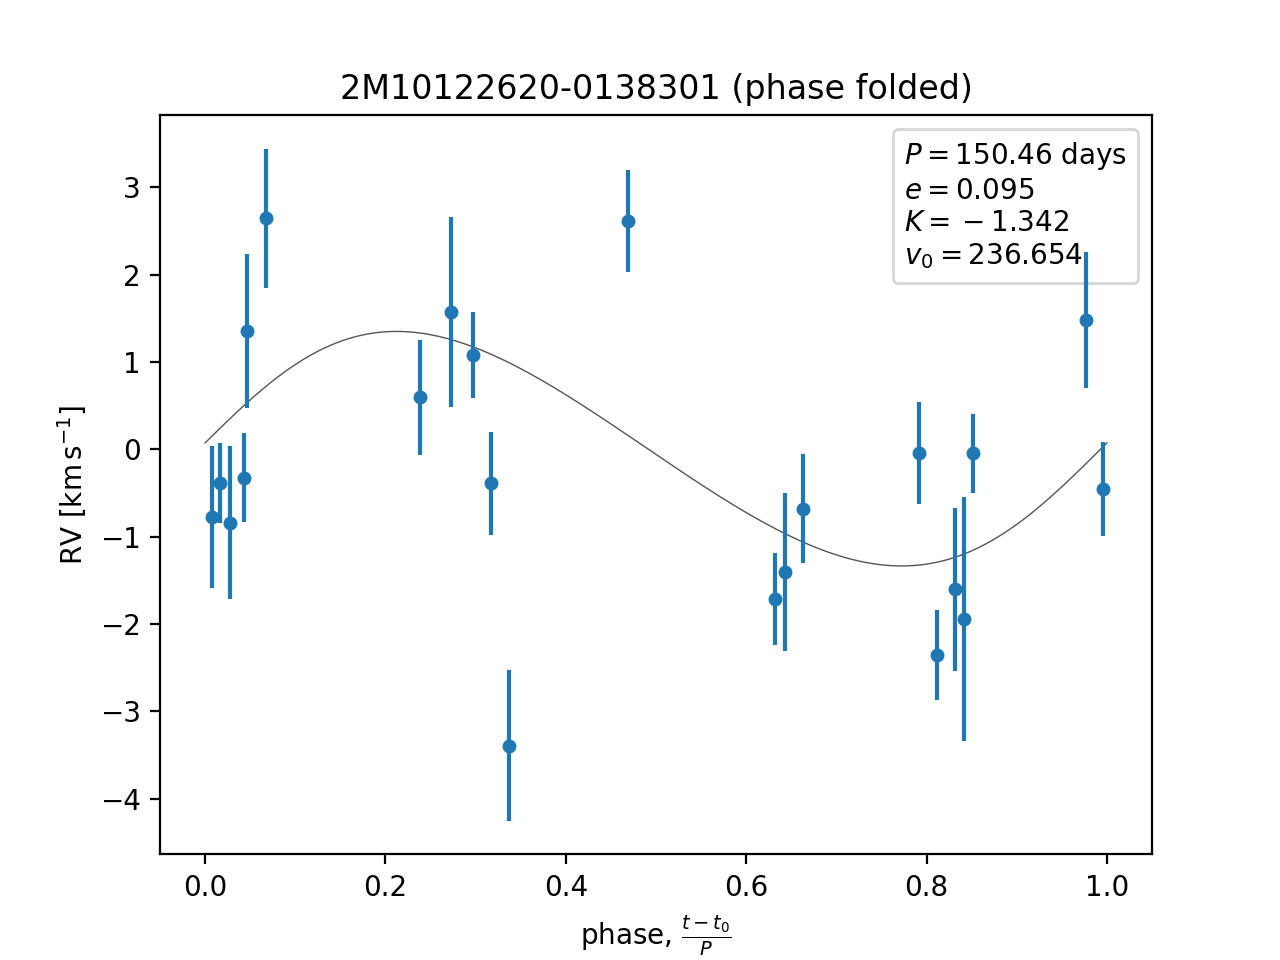 2M10122620-0138301 (phase folded)
P = 150.46 days
e = 0.095
K = −1.342
v₀ = 236.654
3
2
1
0
−1
−2
−3
−4
RV [km s⁻¹]
0.0 0.2 0.4 0.6 0.8 1.0
phase, (t − t₀)/P